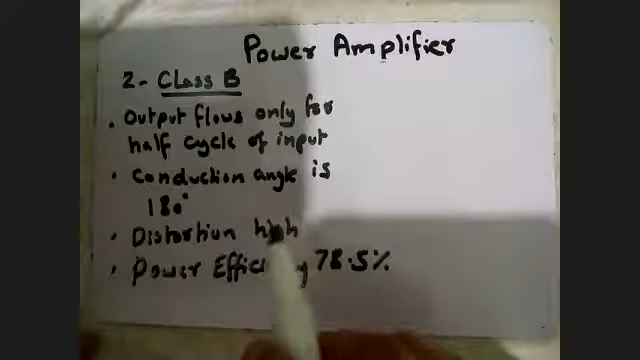 Power Amplifier
2- Class B
• Output flows only for
half cycle of input
• Conduction angle is
180°
• Distortion high
• Power Efficiency 78.5%